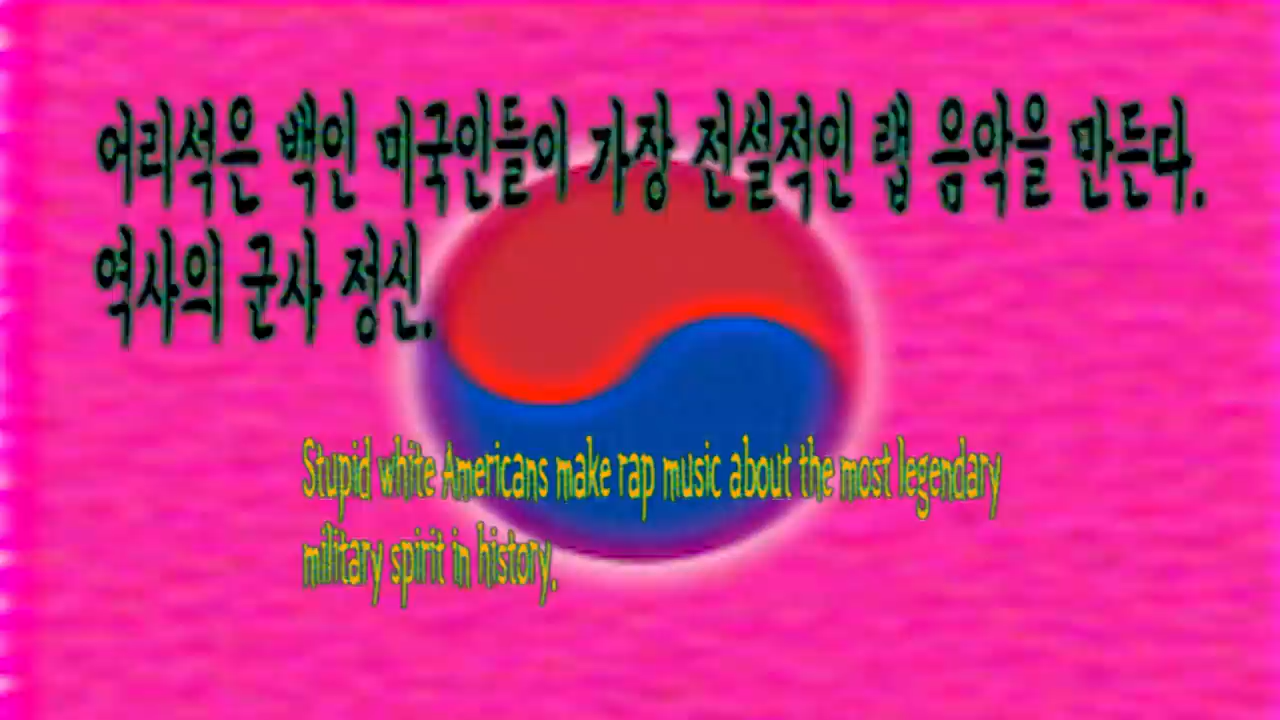 어리석은 백인 미국인들이 가장 전설적인 랩 음악을 만든다.
역사의 군사 정신.
Stupid white Americans make rap music about the most legendary
military spirit in history.